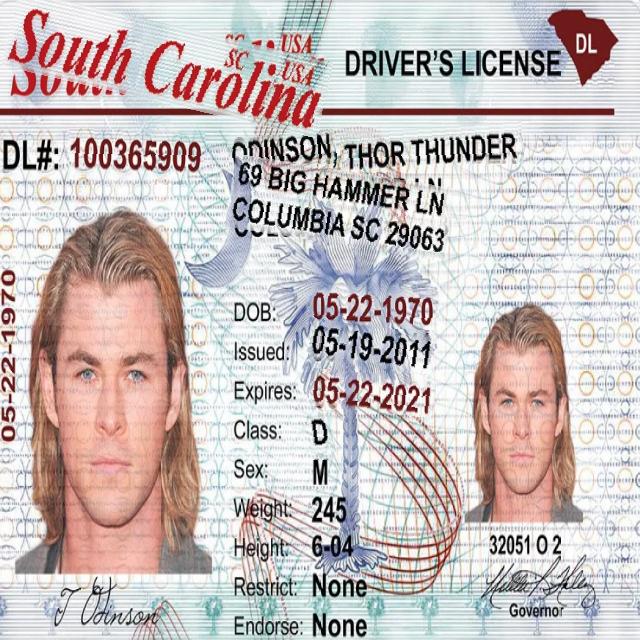 South Carolina
SC USA
SC USA
DRIVER'S LICENSE
DL
DL#: 100365909
ODINSON, THOR THUNDER
69 BIG HAMMER LN
COLUMBIA SC 29063
05-22-1970
DOB: 05-22-1970
Issued: 05-19-2011
Expires: 05-22-2021
Class: D
Sex: M
Weight: 245
Height: 6-04
Restrict: None
Endorse: None
32051 O 2
T Odinson
Governor